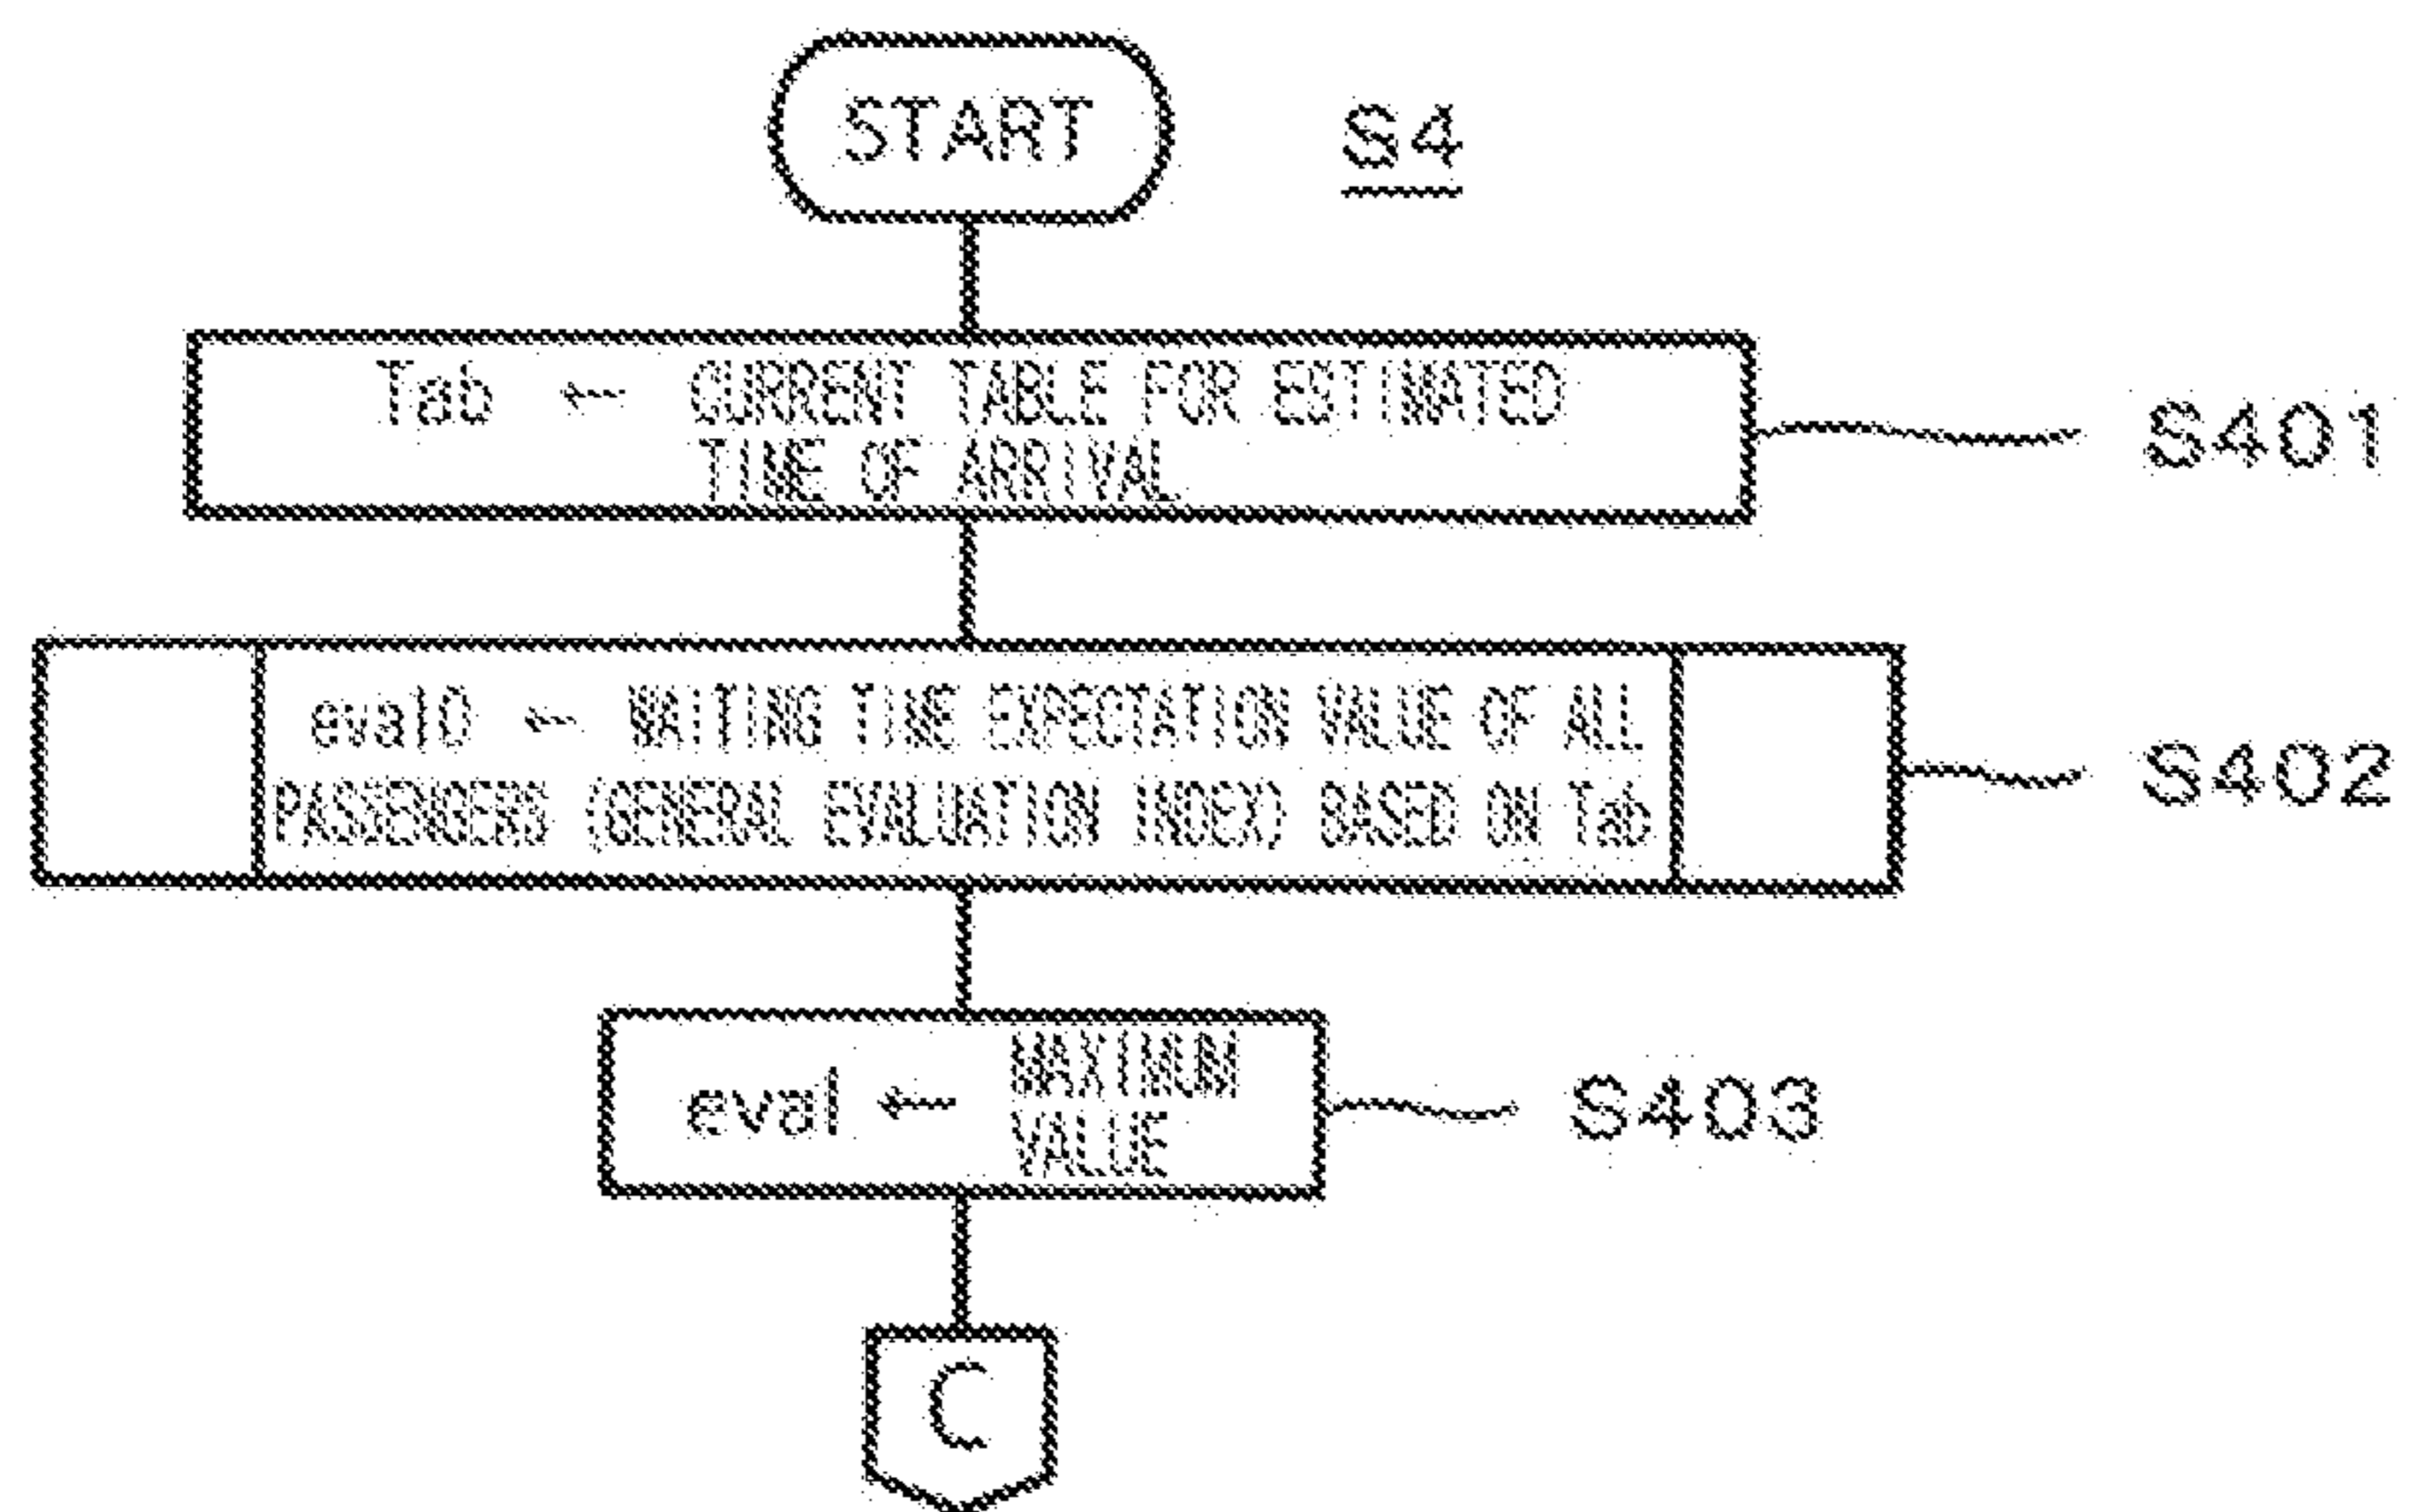 START
S4
Tab ← CURRENT TABLE FOR ESTIMATED
TIME OF ARRIVAL
S401
eval0 ← WAITING TIME EXPECTATION VALUE OF ALL
PASSENGERS (GENERAL EVALUATION INDEX) BASED ON Tab
S402
eval ← MAXIMUM
VALUE
S403
C